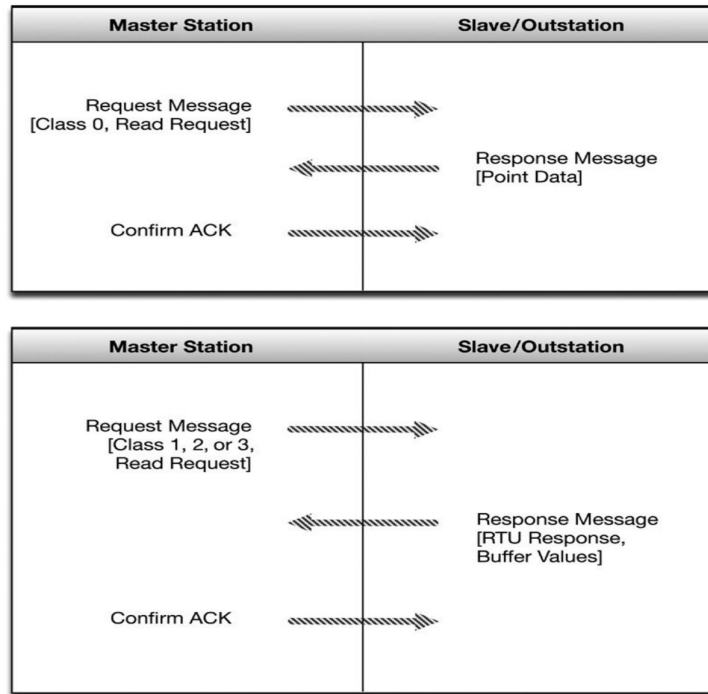 Master Station
Slave/Outstation
Request Message
[Class 0, Read Request]
Response Message
[Point Data]
Confirm ACK
Master Station
Slave/Outstation
Request Message
[Class 1, 2, or 3,
Read Request]
Response Message
[RTU Response,
Buffer Values]
Confirm ACK